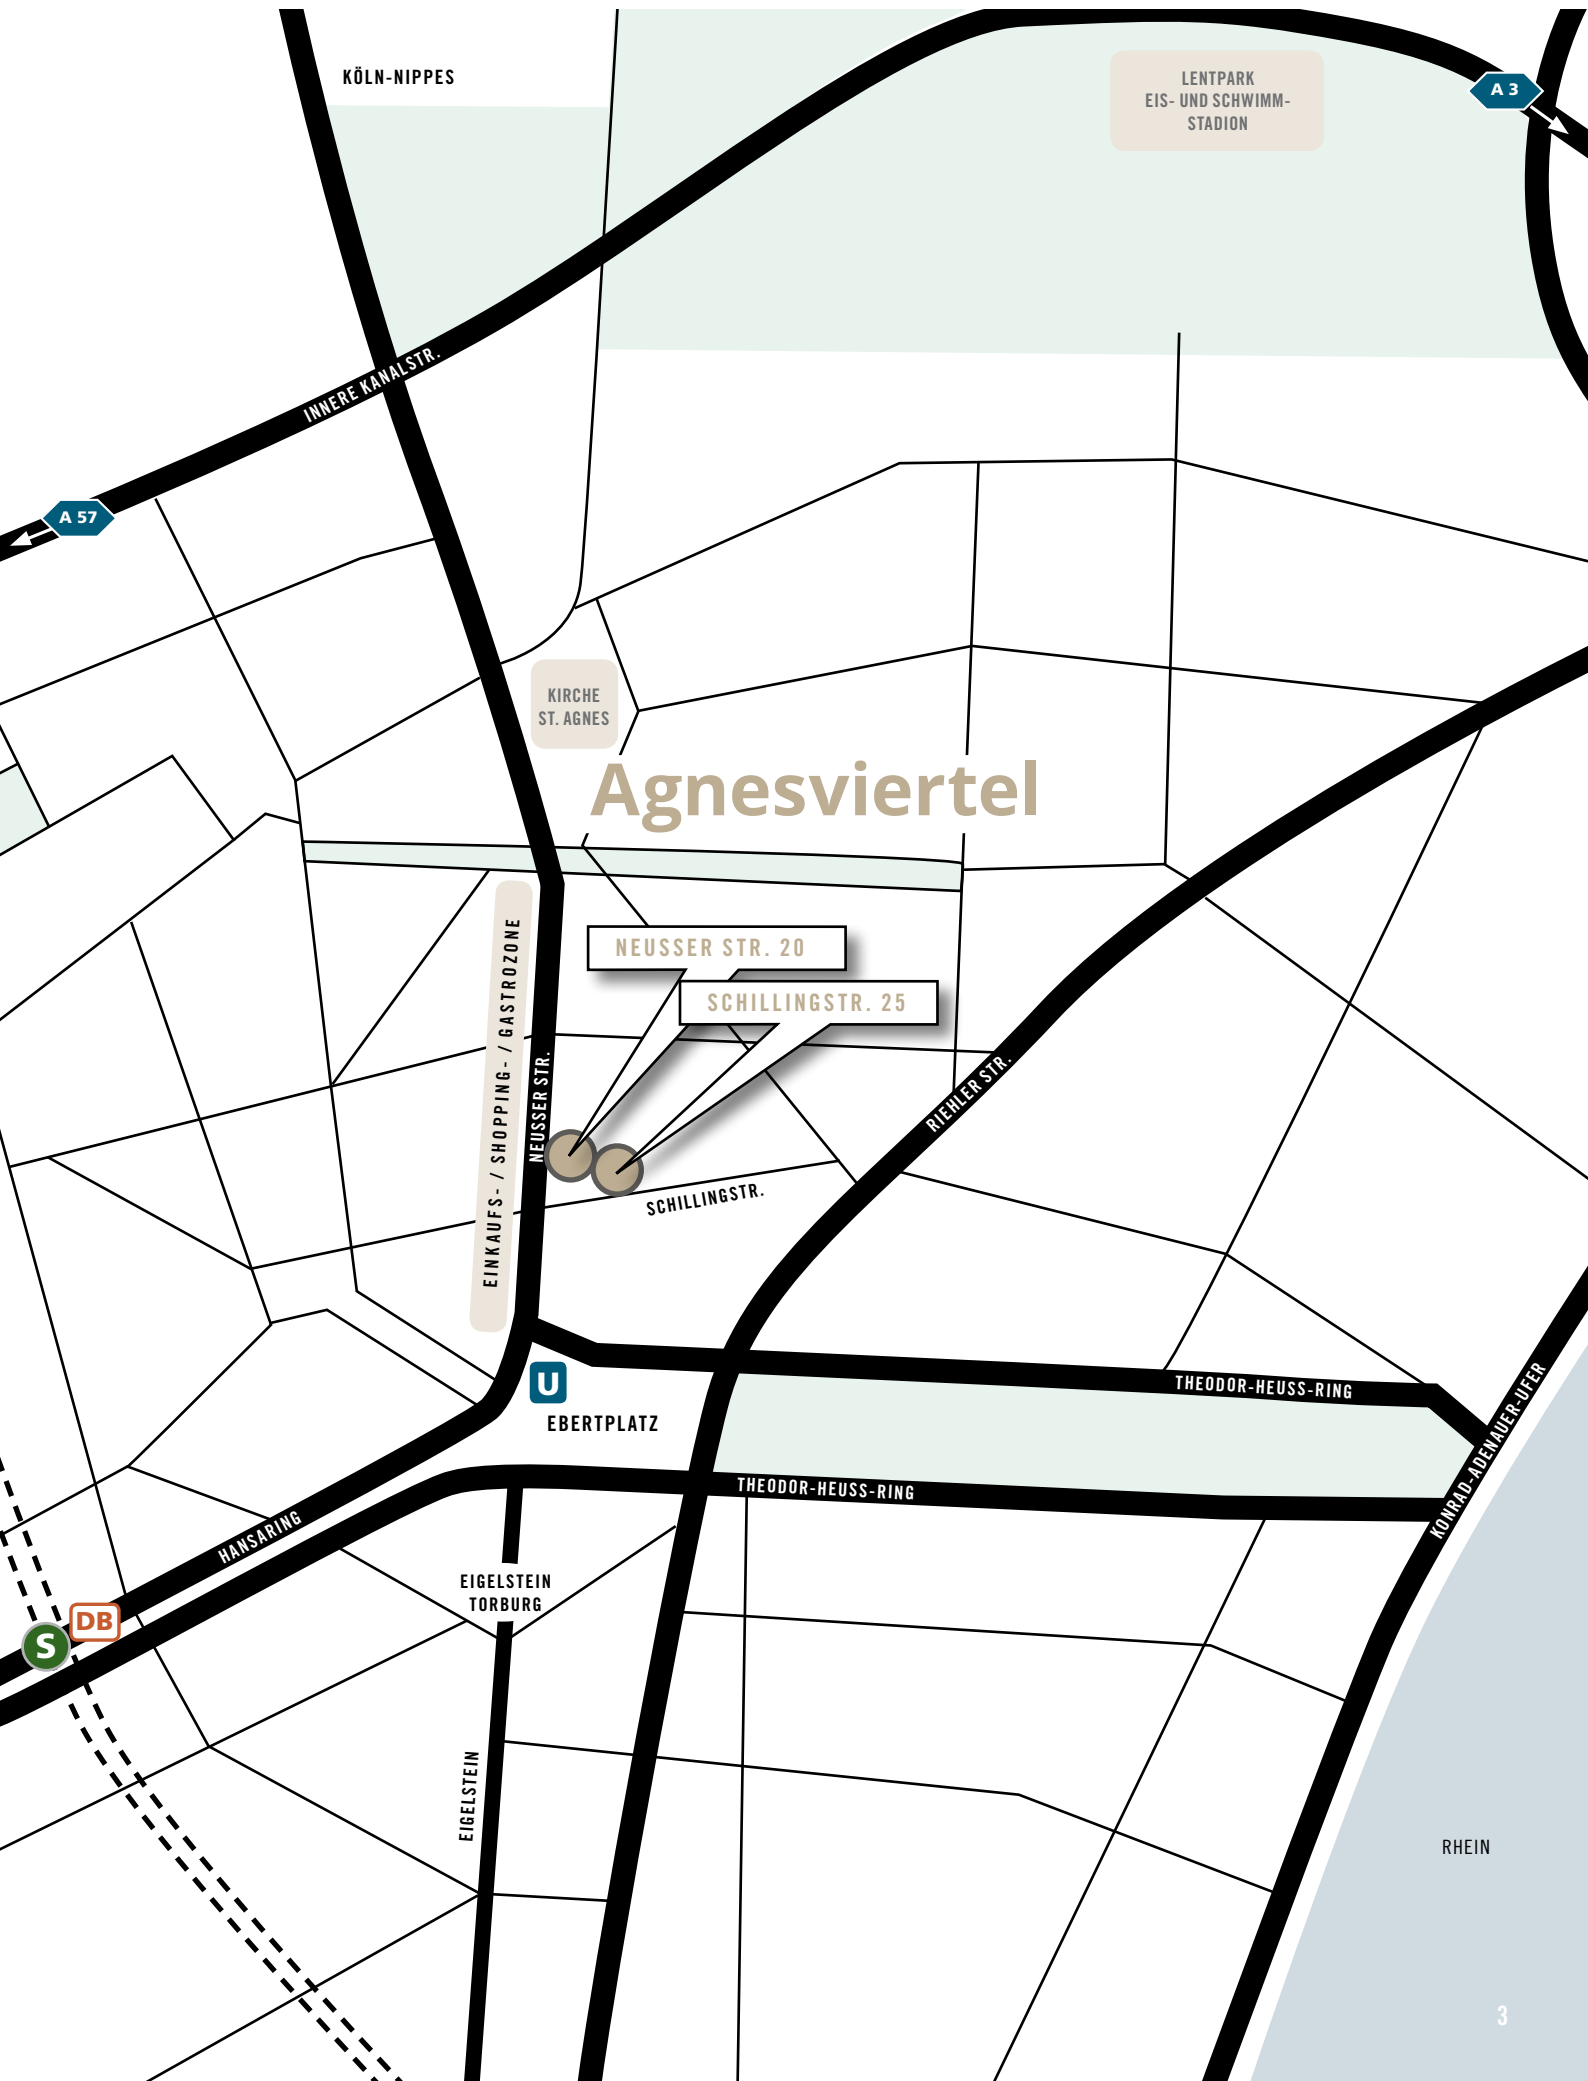 KÖLN-NIPPES
LENTPARK
EIS- UND SCHWIMM-
STADION
A 3
INNERE KANALSTR.
A 57
KIRCHE
ST. AGNES
Agnesviertel
EINKAUFS- / SHOPPING- / GASTROZONE
NEUSSER STR. 20
SCHILLINGSTR. 25
NEUSSER STR.
RIEHLER STR.
SCHILLINGSTR.
U
EBERTPLATZ
THEODOR-HEUSS-RING
KONRAD-ADENAUER-UFER
THEODOR-HEUSS-RING
HANSARING
EIGELSTEIN
TORBURG
DB
S
EIGELSTEIN
RHEIN
3